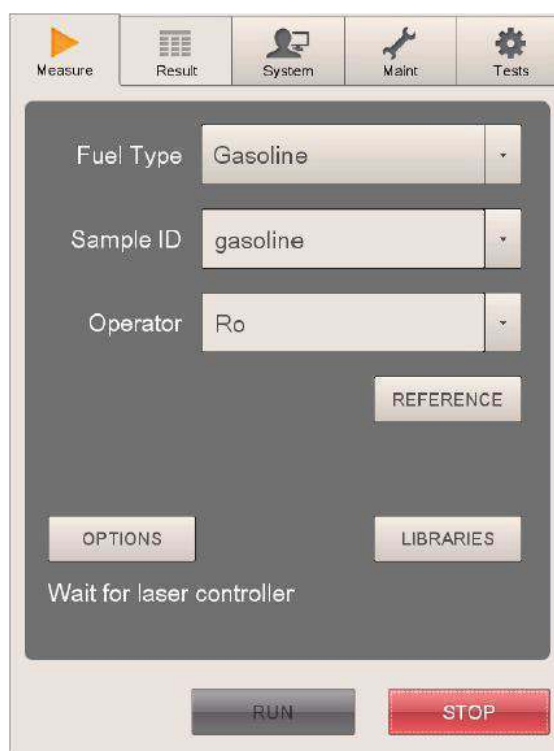 Measure Result System Maint Tests
Fuel Type Gasoline
Sample ID gasoline
Operator Ro
REFERENCE
OPTIONS LIBRARIES
Wait for laser controller
RUN STOP